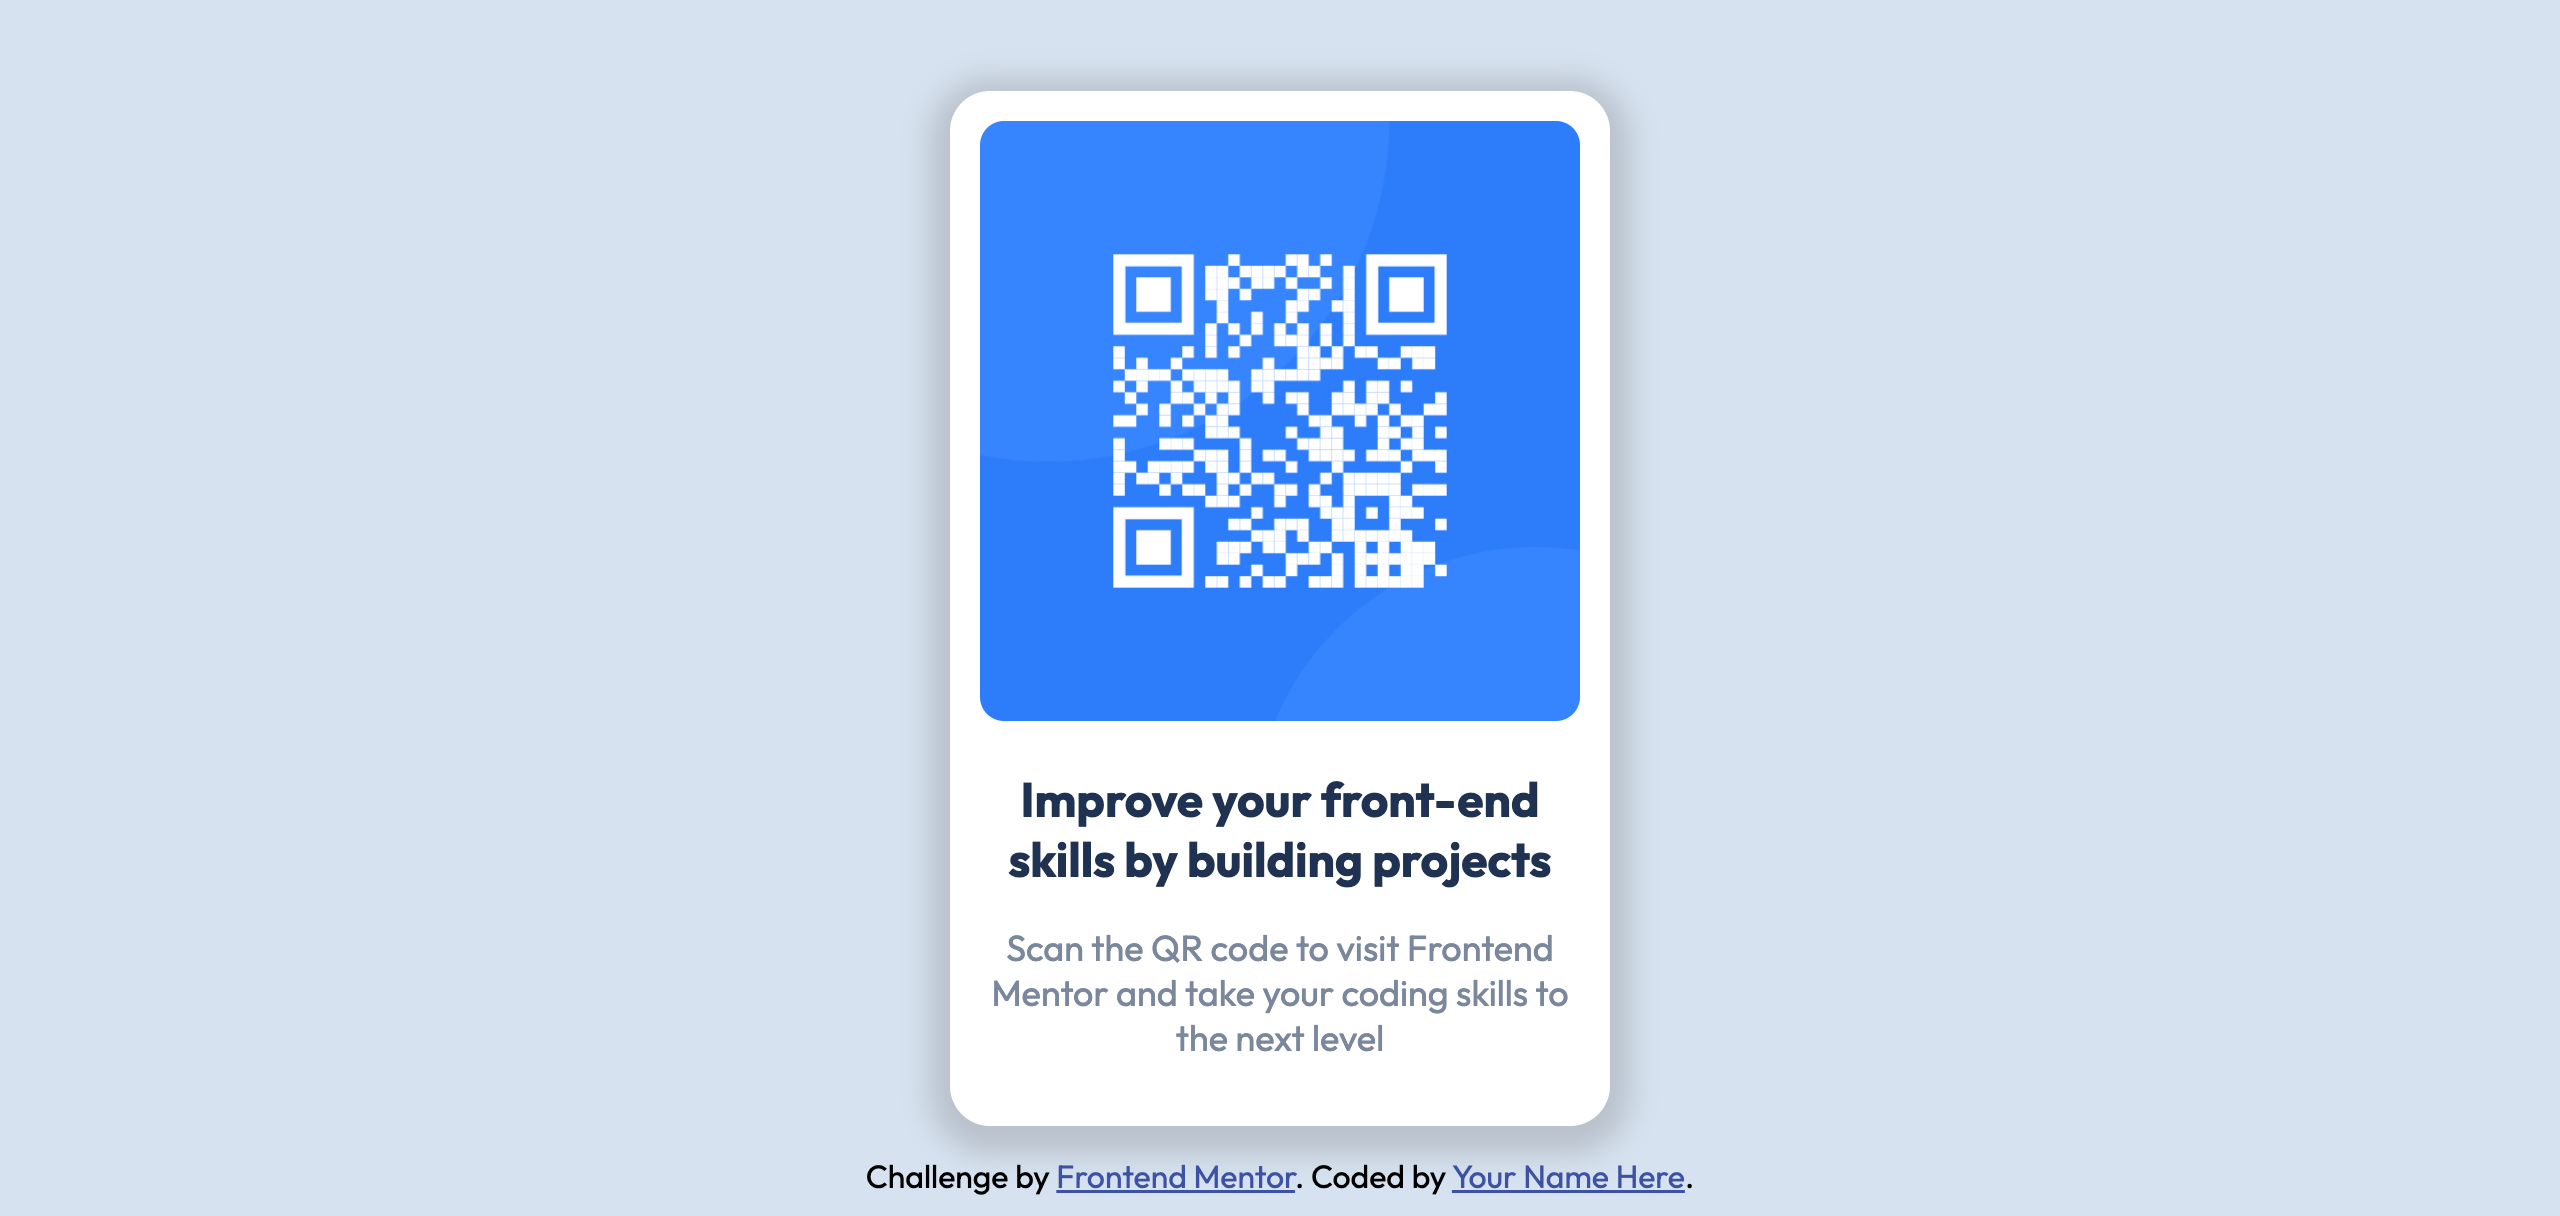 Improve your front-end
skills by building projects
Scan the QR code to visit Frontend
Mentor and take your coding skills to
the next level
Challenge by Frontend Mentor. Coded by Your Name Here.